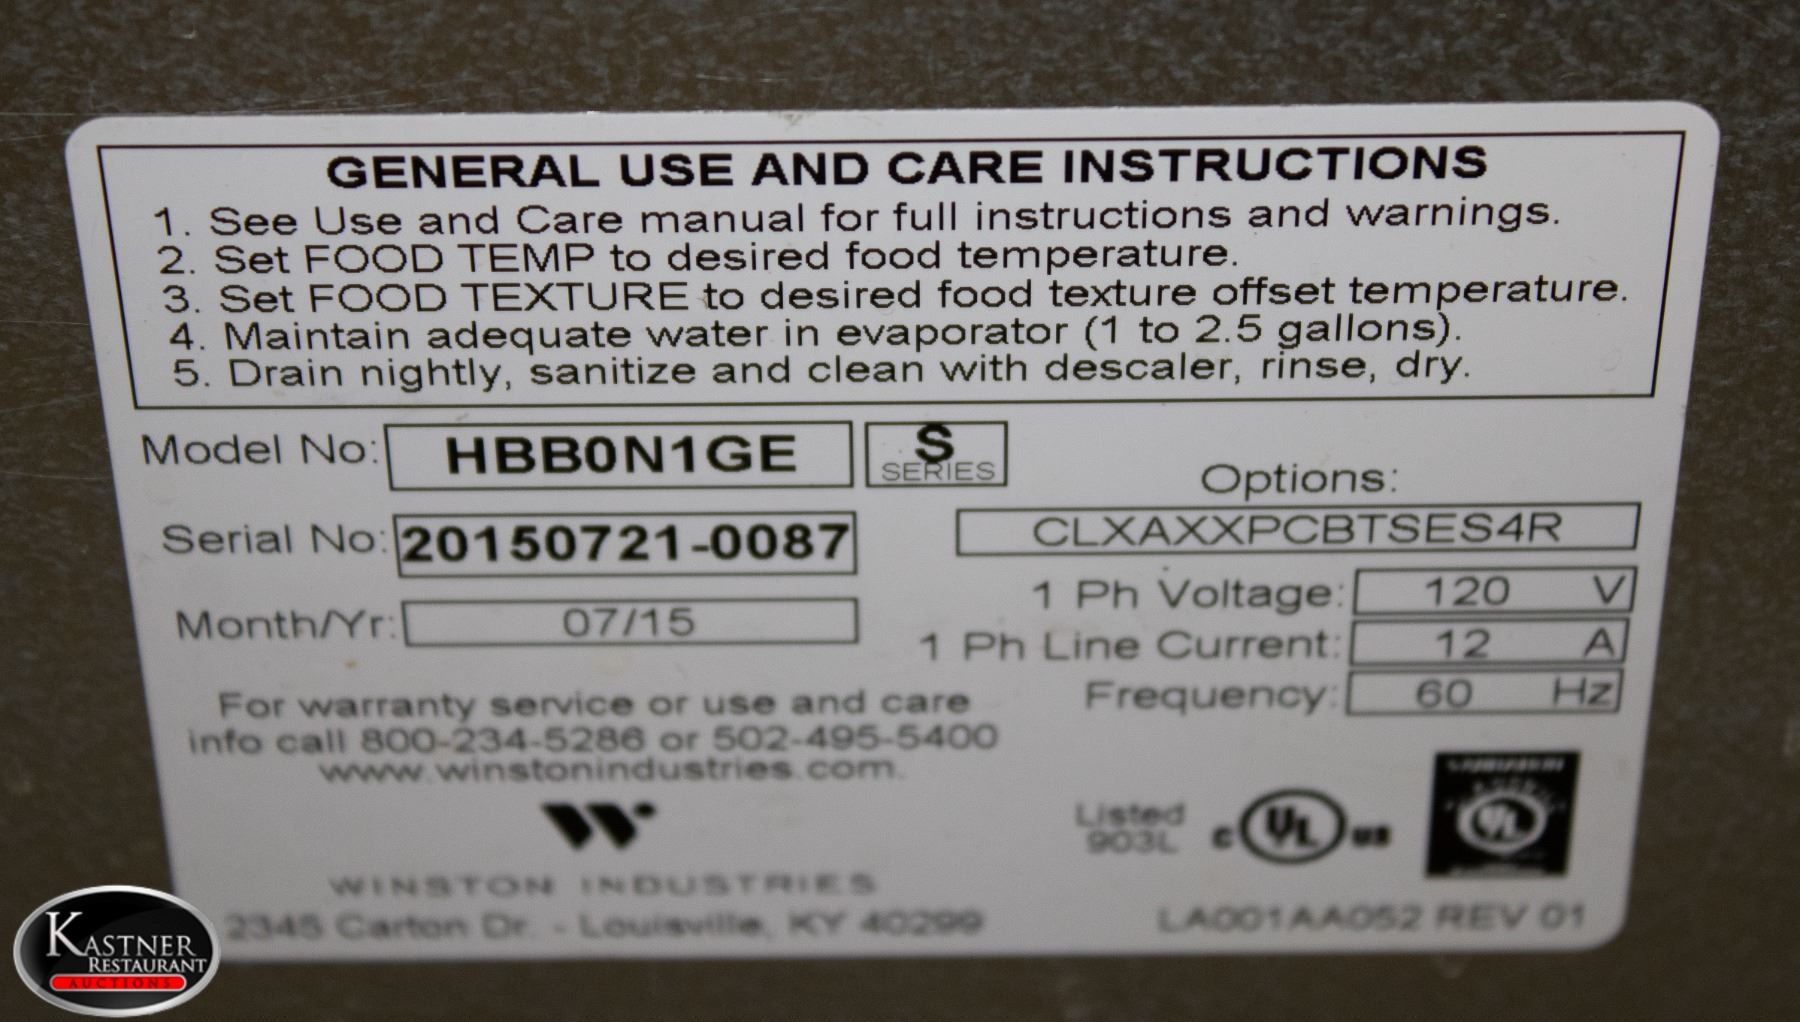 GENERAL USE AND CARE INSTRUCTIONS
1. See Use and Care manual for full instructions and warnings.
2. Set FOOD TEMP to desired food temperature.
3. Set FOOD TEXTURE to desired food texture offset temperature.
4. Maintain adequate water in evaporator (1 to 2.5 gallons).
5. Drain nightly, sanitize and clean with descaler, rinse, dry.
Model No: HBB0N1GE S SERIES
Serial No: 20150721-0087
Month/Yr: 07/15
Options:
CLXAXXPCBTSES4R
1 Ph Voltage: 120 V
1 Ph Line Current: 12 A
Frequency: 60 Hz
For warranty service or use and care
info call 800-234-5286 or 502-495-5400
www.winstonindustries.com.
WINSTON INDUSTRIES
2345 Carton Dr. - Louisville, KY 40299
Listed
903L
c UL us
UL
LA001AA052 REV 01
KASTNER
RESTAURANT
AUCTIONS